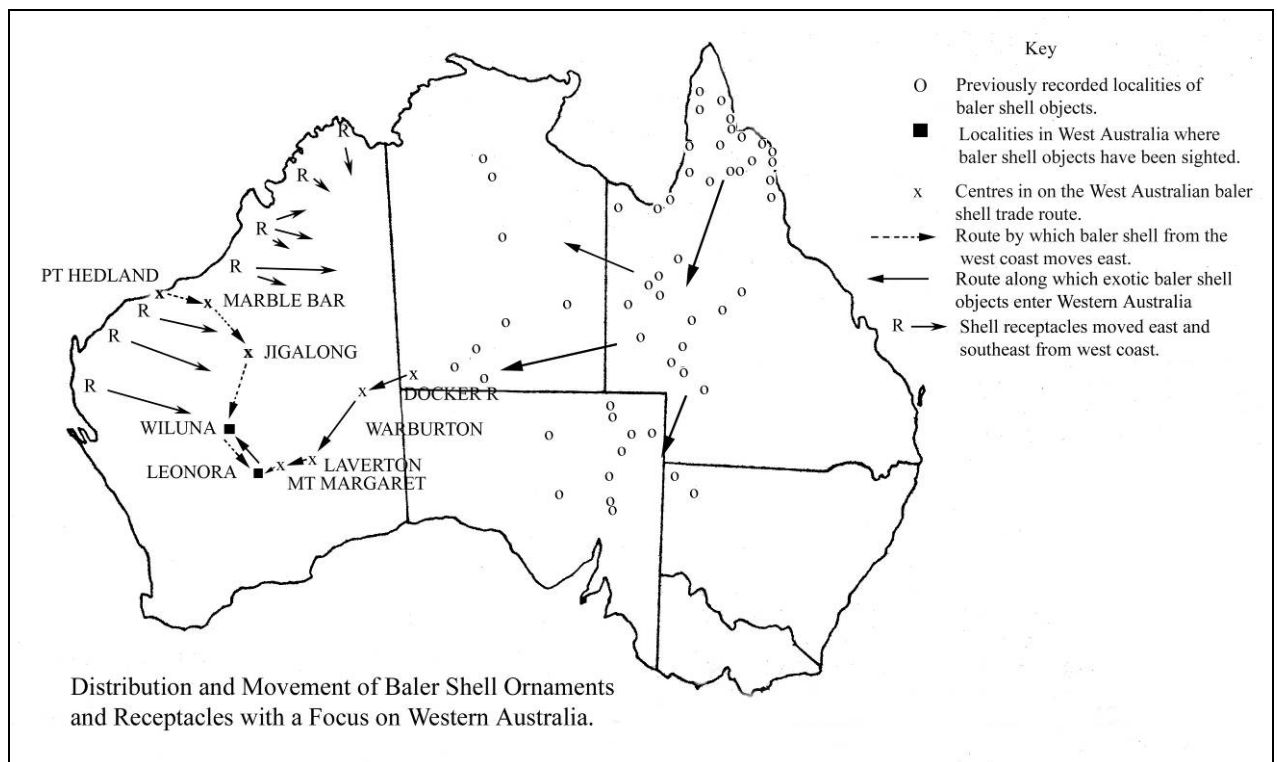 Key
O Previously recorded localities of
baler shell objects.
Localities in West Australia where
baler shell objects have been sighted.
x Centres in on the West Australian baler
shell trade route.
Route by which baler shell from the
west coast moves east.
Route along which exotic baler shell
objects enter Western Australia
R Shell receptacles moved east and
southeast from west coast.
R
R
R
R
PT HEDLAND
x
x MARBLE BAR
R
R
x JIGALONG
R
x
x DOCKER R
WILUNA
WARBURTON
LEONORA
x
x LAVERTON
MT MARGARET
Distribution and Movement of Baler Shell Ornaments
and Receptacles with a Focus on Western Australia.